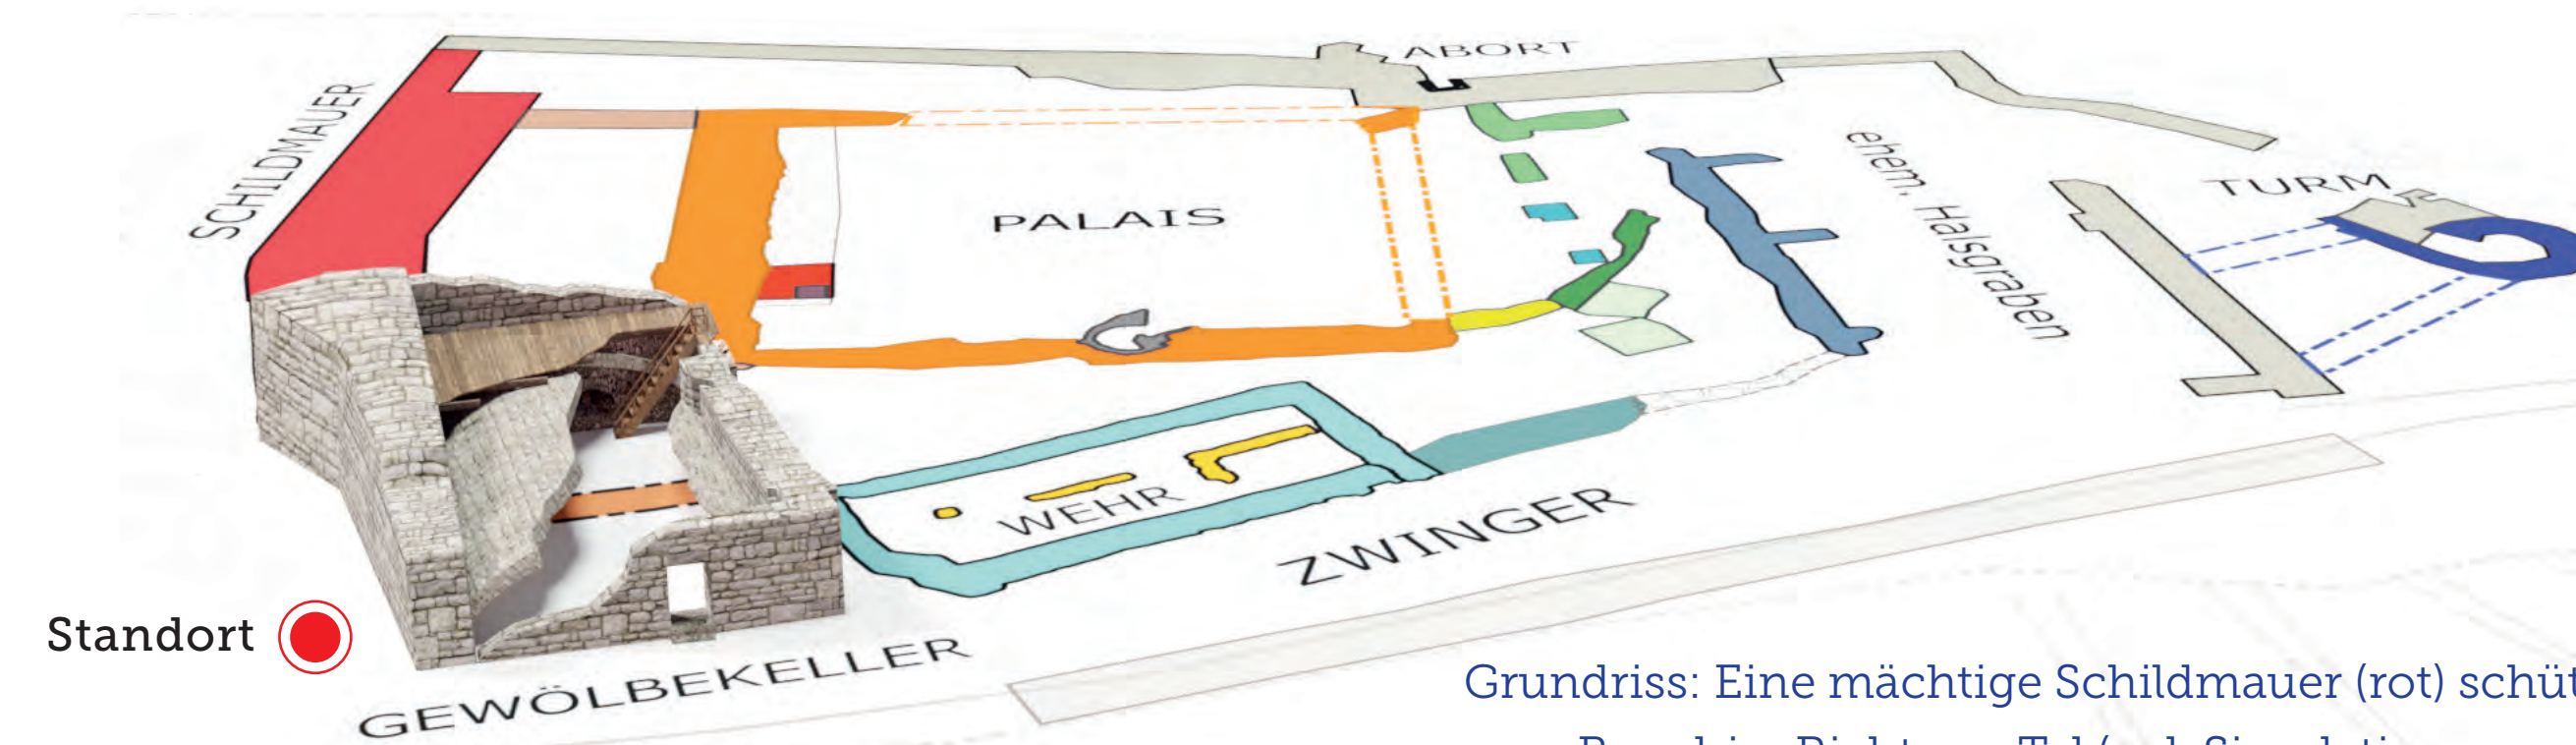 ABORT
SCHILDMAUER
TURM
ehem. Halsgraben
PALAIS
WEHR
ZWINGER
Standort
GEWÖLBEKELLER
Grundriss: Eine mächtige Schildmauer (rot) schüt